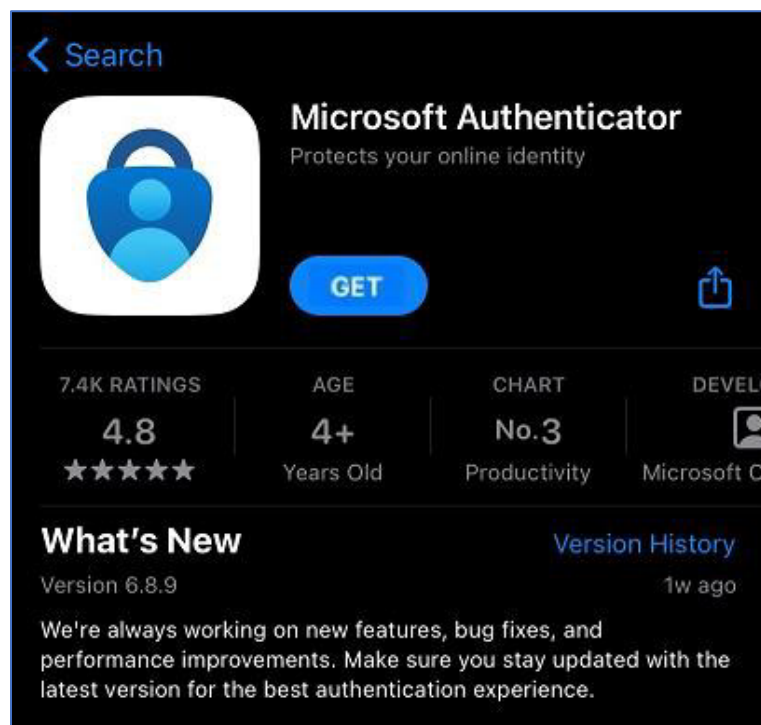 Search
Microsoft Authenticator
Protects your online identity
GET
7.4K RATINGS AGE CHART DEVEL
4.8 4+ No.3
Years Old Productivity Microsoft C
What's New Version History
Version 6.8.9 1w ago
We're always working on new features, bug fixes, and
performance improvements. Make sure you stay updated with the
latest version for the best authentication experience.